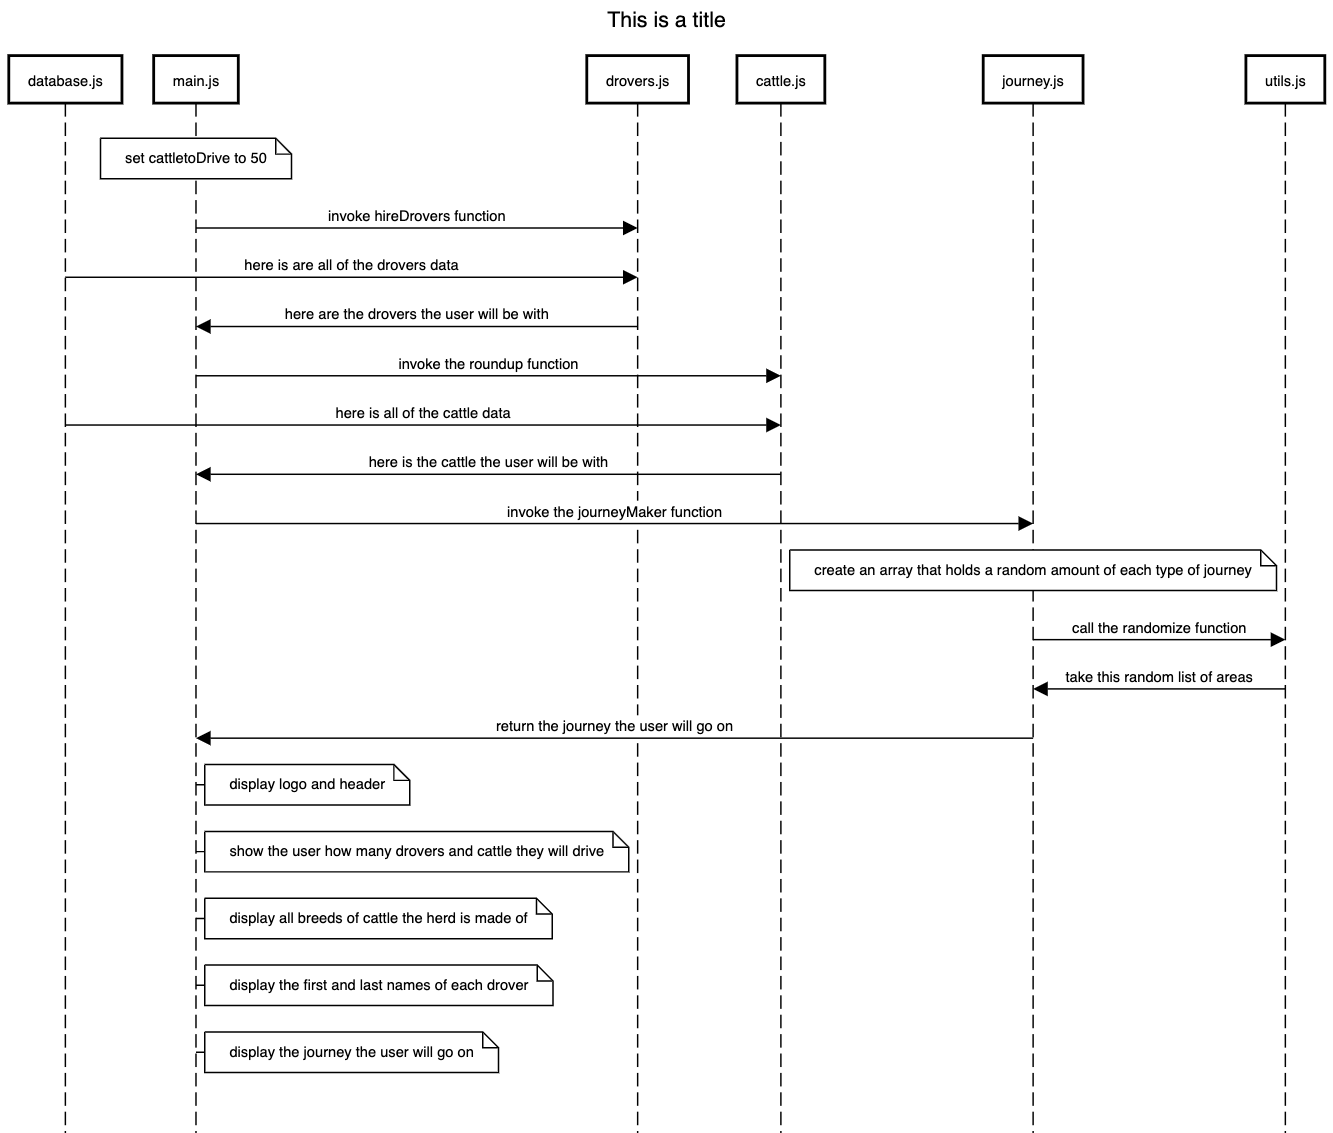 This is a title
database.js
main.js
drovers.js
cattle.js
journey.js
utils.js
set cattletoDrive to 50
invoke hireDrovers function
here is are all of the drovers data
here are the drovers the user will be with
invoke the roundup function
here is all of the cattle data
here is the cattle the user will be with
invoke the journeyMaker function
create an array that holds a random amount of each type of journey
call the randomize function
take this random list of areas
return the journey the user will go on
display logo and header
show the user how many drovers and cattle they will drive
display all breeds of cattle the herd is made of
display the first and last names of each drover
display the journey the user will go on